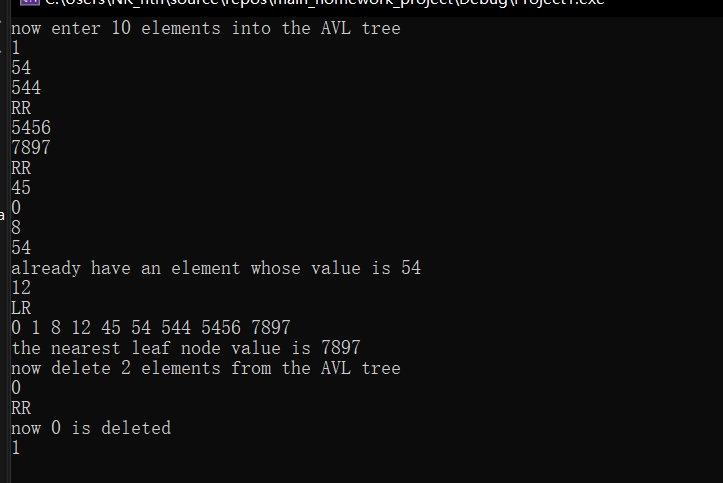 C:\Users\NK_nth\source\repos\main_homework_project\Debug\Project1.exe
now enter 10 elements into the AVL tree
1
54
544
RR
5456
7897
RR
45
0
8
54
already have an element whose value is 54
12
LR
0 1 8 12 45 54 544 5456 7897
the nearest leaf node value is 7897
now delete 2 elements from the AVL tree
0
RR
now 0 is deleted
1